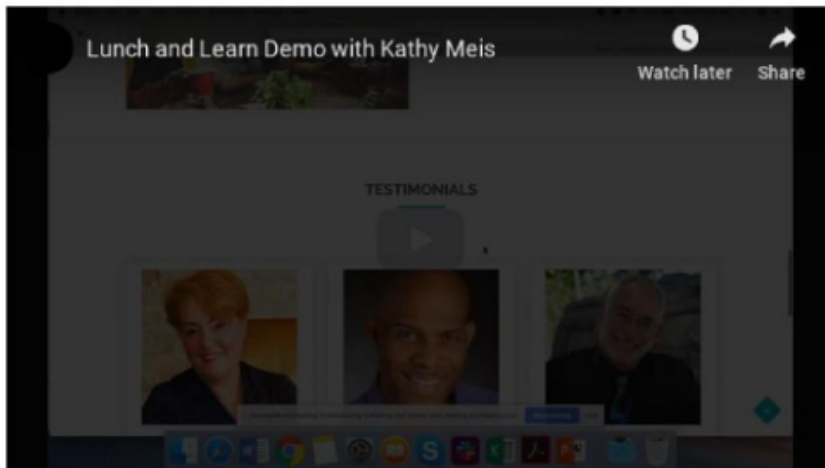 Lunch and Learn Demo with Kathy Meis
Watch later
Share
TESTIMONIALS